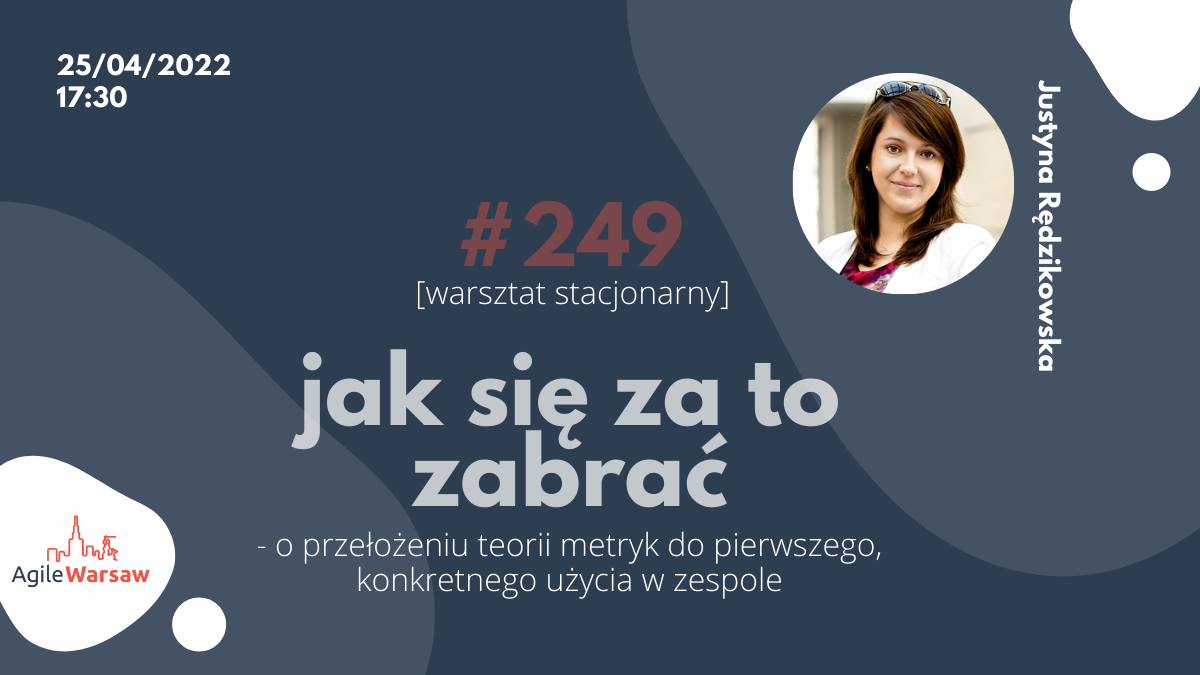 25/04/2022
17:30
Justyna Rędzikowska
#249
[warsztat stacjonarny]
jak się za to
zabrać
- o przełożeniu teorii metryk do pierwszego,
konkretnego użycia w zespole
AgileWarsaw